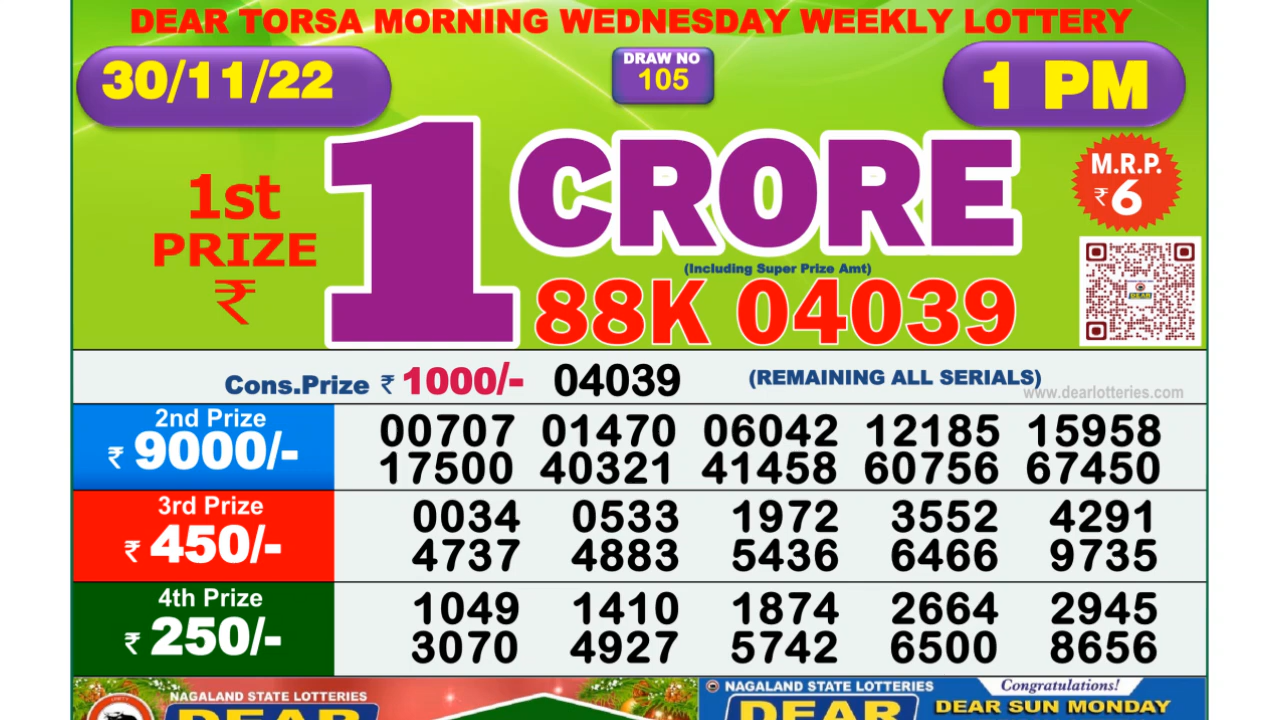 DEAR TORSA MORNING WEDNESDAY WEEKLY LOTTERY
30/11/22
DRAW NO
105
1 PM
1st
PRIZE
₹
1 CRORE
M.R.P.
₹6
(Including Super Prize Amt)
88K 04039
DEAR
Cons.Prize ₹ 1000/- 04039 (REMAINING ALL SERIALS)
www.dearlotteries.com
2nd Prize
₹ 9000/-
00707 01470 06042 12185 15958
17500 40321 41458 60756 67450
3rd Prize
₹ 450/-
0034 0533 1972 3552 4291
4737 4883 5436 6466 9735
4th Prize
₹ 250/-
1049 1410 1874 2664 2945
3070 4927 5742 6500 8656
NAGALAND STATE LOTTERIES
DEAR
NAGALAND STATE LOTTERIES
DEAR
Congratulations!
DEAR SUN MONDAY